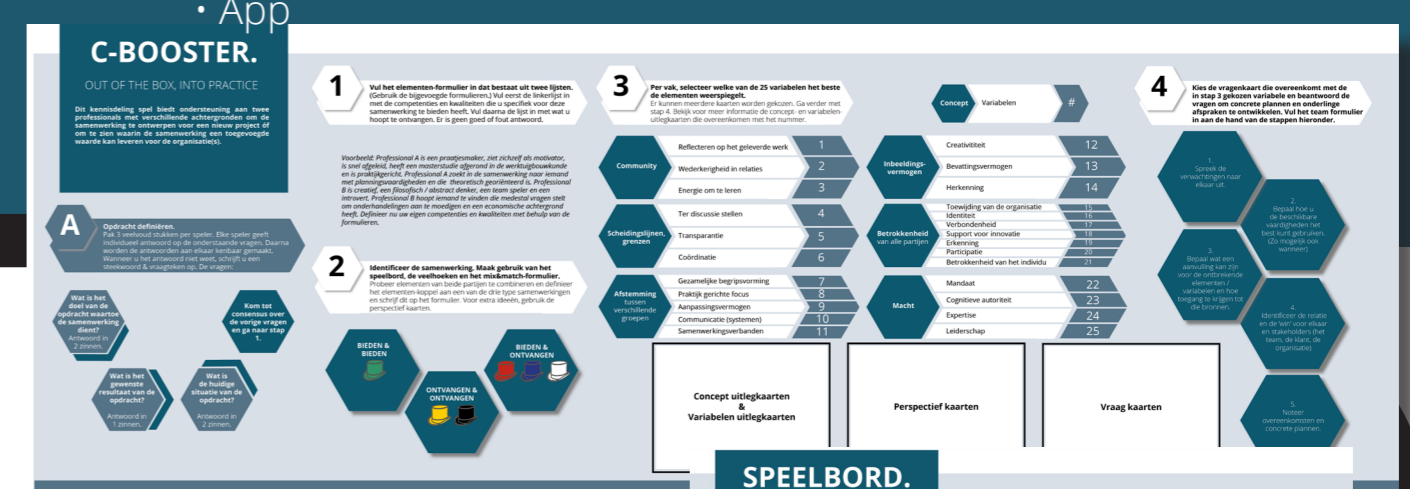 • App
C-BOOSTER.
OUT OF THE BOX, INTO PRACTICE
Dit kennisdeling spel biedt ondersteuning aan twee
professionals met verschillende achtergronden om de
samenwerking te ontwerpen voor een nieuw project óf
om te zien waarin de samenwerking een toegevoegde
waarde kan leveren voor de organisatie(s).
A
Opdracht definiëren.
Pak 3 veelvoud stukken per speler. Elke speler geeft
individueel antwoord op de onderstaande vragen. Daarna
worden de antwoorden aan elkaar kenbaar gemaakt.
Wanneer u het antwoord niet weet, schrijft u een
steekwoord & vraagteken op. De vragen:
Wat is het
doel van de
opdracht waartoe
de samenwerking
dient?
Antwoord in
2 zinnen.
Kom tot
consensus over
de vorige vragen
en ga naar stap
1.
Wat is het
gewenste
resultaat van de
opdracht?
Antwoord in
1 zinnen.
Wat is
de huidige
situatie van de
opdracht?
Antwoord in
2 zinnen.
1
Vul het elementen-formulier in dat bestaat uit twee lijsten.
(Gebruik de bijgevoegde formulieren.) Vul eerst de linkerlijst in
met de competenties en kwaliteiten die u specifiek voor deze
samenwerking te bieden heeft. Vul daarna de lijst in met wat u
hoopt te ontvangen. Er is geen goed of fout antwoord.
Voorbeeld: Professional A is een praatjesmaker, ziet zichzelf als motivator,
is snel afgeleid, heeft een masterstudie afgerond in de werktuigbouwkunde
en is praktijkgericht. Professional A zoekt in de samenwerking naar iemand
met planningsvaardigheden en die theoretisch georiënteerd is. Professional
B is creatief, een filosofisch / abstract denker, een team speler en een
introvert. Professional B hoopt iemand te vinden die medestal vragen stelt
om onderhandelingen aan te moedigen en een economische achtergrond
heeft. Definieer nu uw eigen competenties en kwaliteiten met behulp van de
formulieren.
2
Identificeer de samenwerking. Maak gebruik van het
speelbord, de veelhoeken en het mix&match-formulier.
Probeer elementen van beide partijen te combineren en definieer
het elementen-koppel aan een van de drie type samenwerkingen
en schrijf dit op het formulier. Voor extra ideeën, gebruik de
perspectief kaarten.
BIEDEN &
BIEDEN
ONTVANGEN &
ONTVANGEN
BIEDEN &
ONTVANGEN
3
Per vak, selecteer welke van de 25 variabelen het beste
de elementen weerspiegelt.
Er kunnen meerdere kaarten worden gekozen. Ga verder met
stap 4. Bekijk voor meer informatie de concept- en variabelen-
uitlegkaarten die overeenkomen met het nummer.
Concept
Variabelen
#
Community
Reflecteren op het geleverde werk 1
Wederkerigheid in relaties 2
Energie om te leren 3
Scheidingslijnen,
grenzen
Ter discussie stellen 4
Transparantie 5
Coördinatie 6
Afstemming
tussen
verschillende
groepen
Gezamelijke begripsvorming 7
Praktijk gerichte focus 8
Aanpassingsvermogen 9
Communicatie (systemen) 10
Samenwerkingsverbanden 11
Inbeeldings-
vermogen
Creativititeit 12
Bevattingsvermogen 13
Herkenning 14
Betrokkenheid
van alle partijen
Toewijding van de organisatie 15
Identiteit 16
Verbondenheid 17
Support voor innovatie 18
Erkenning 19
Participatie 20
Betrokkenheid van het individu 21
Macht
Mandaat 22
Cognitieve autoriteit 23
Expertise 24
Leiderschap 25
Concept uitlegkaarten
&
Variabelen uitlegkaarten
Perspectief kaarten
Vraag kaarten
4
Kies de vragenkaart die overeenkomt met de
in stap 3 gekozen variabele en beantwoord de
vragen om concrete plannen en onderlinge
afspraken te ontwikkelen. Vul het team formulier
in aan de hand van de stappen hieronder.
1.
Spreek de
verwachtingen naar
elkaar uit.
2.
Bepaal hoe u
de beschikbare
vaardigheden het
best kunt gebruiken.
(Zo mogelijk ook
wanneer)
3.
Bepaal wat een
aanvulling kan zijn
voor de ontbrekende
elementen /
variabelen en hoe
toegang te krijgen tot
die bronnen.
4.
Identificeer de relatie
en de 'win' voor elkaar
en stakeholders (het
team, de klant, de
organisatie)
5.
Noteer
overeenkomsten en
concrete plannen.
SPEELBORD.